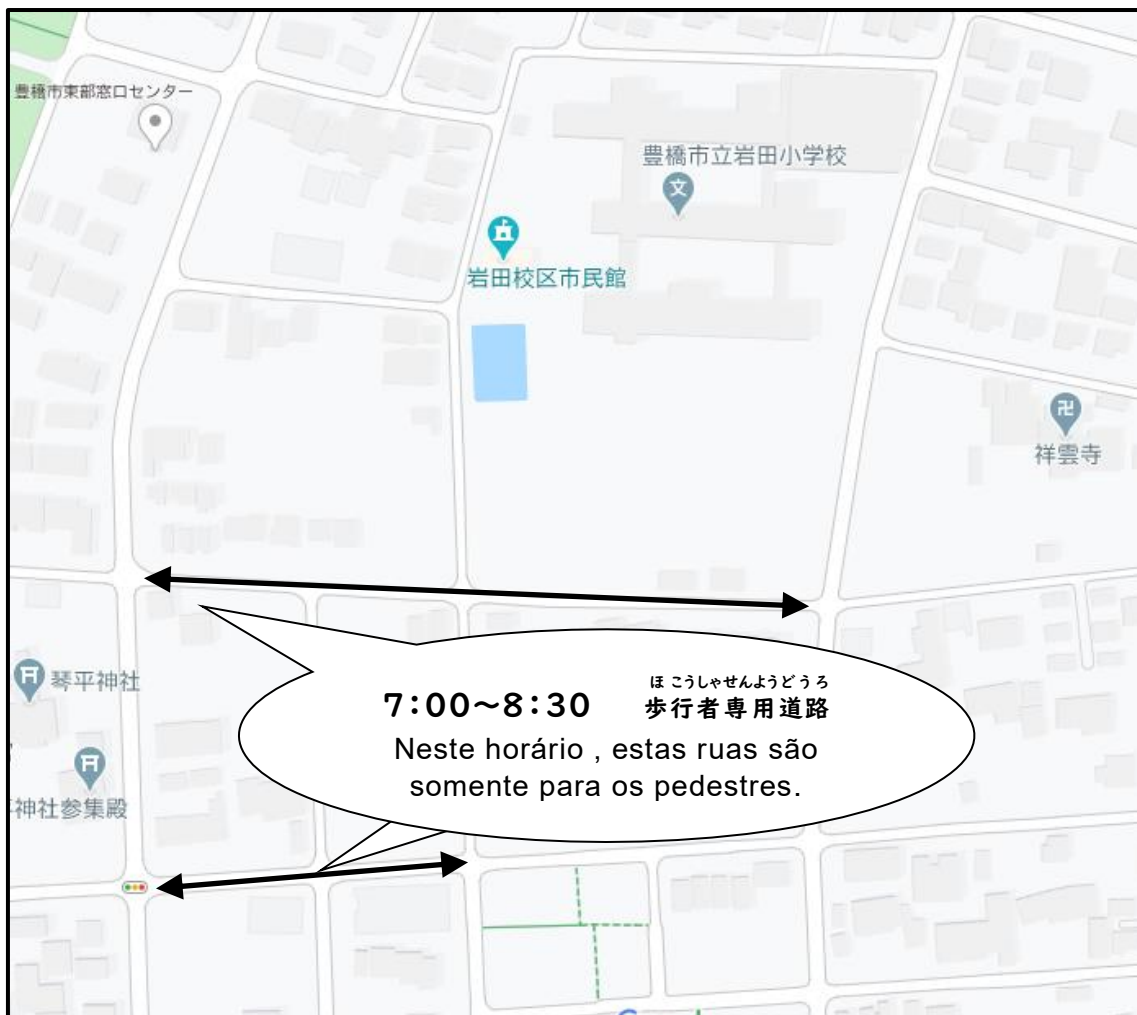 豊橋市東部窓口センター
豊橋市立岩田小学校
文
岩田校区市民館
卍
祥雲寺
琴平神社
神社参集殿
7:00~8:30 歩行者専用道路
ほこうしゃせんようどうろ
Neste horário , estas ruas são
somente para os pedestres.